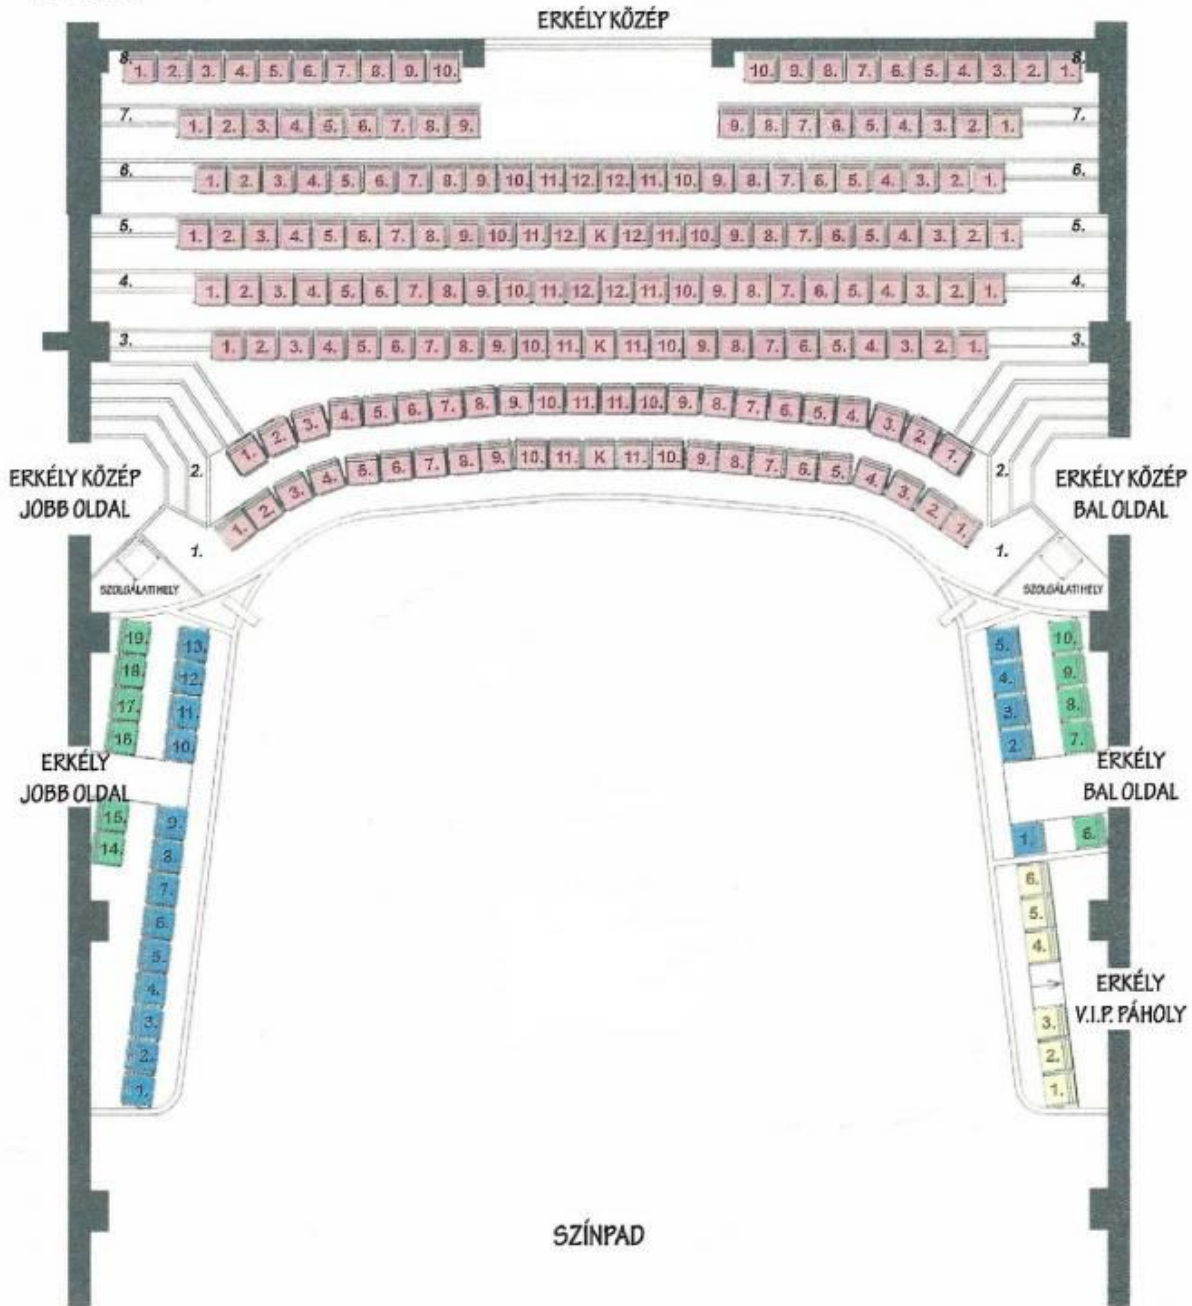 ERKÉLY KÖZÉP
8. 1. 2. 3. 4. 5. 6. 7. 8. 9. 10. 10. 9. 8. 7. 6. 5. 4. 3. 2. 1. 8.
7. 1. 2. 3. 4. 5. 6. 7. 8. 9. 9. 8. 7. 6. 5. 4. 3. 2. 1. 7.
6. 1. 2. 3. 4. 5. 6. 7. 8. 9. 10. 11. 12. 12. 11. 10. 9. 8. 7. 6. 5. 4. 3. 2. 1. 6.
5. 1. 2. 3. 4. 5. 6. 7. 8. 9. 10. 11. 12. K 12. 11. 10. 9. 8. 7. 6. 5. 4. 3. 2. 1. 5.
4. 1. 2. 3. 4. 5. 6. 7. 8. 9. 10. 11. 12. 12. 11. 10. 9. 8. 7. 6. 5. 4. 3. 2. 1. 4.
3. 1. 2. 3. 4. 5. 6. 7. 8. 9. 10. 11. K 11. 10. 9. 8. 7. 6. 5. 4. 3. 2. 1. 3.
2. 1. 2. 3. 4. 5. 6. 7. 8. 9. 10. 11. 11. 10. 9. 8. 7. 6. 5. 4. 3. 2. 1. 2.
1. 1. 2. 3. 4. 5. 6. 7. 8. 9. 10. 11. K 11. 10. 9. 8. 7. 6. 5. 4. 3. 2. 1. 1.
ERKÉLY KÖZÉP
JOBB OLDAL
ERKÉLY KÖZÉP
BAL OLDAL
SZOLGÁLATI HELY
SZOLGÁLATI HELY
19. 13. 5. 10.
18. 12. 4. 9.
17. 11. 3. 8.
16. 10. 2. 7.
ERKÉLY
JOBB OLDAL
ERKÉLY
BAL OLDAL
15. 9. 1. 6.
14. 8. 6.
7. 5.
6. 4.
5.
4.
ERKÉLY
V.I.P. PÁHOLY
3. 3.
2. 2.
1. 1.
SZÍNPAD